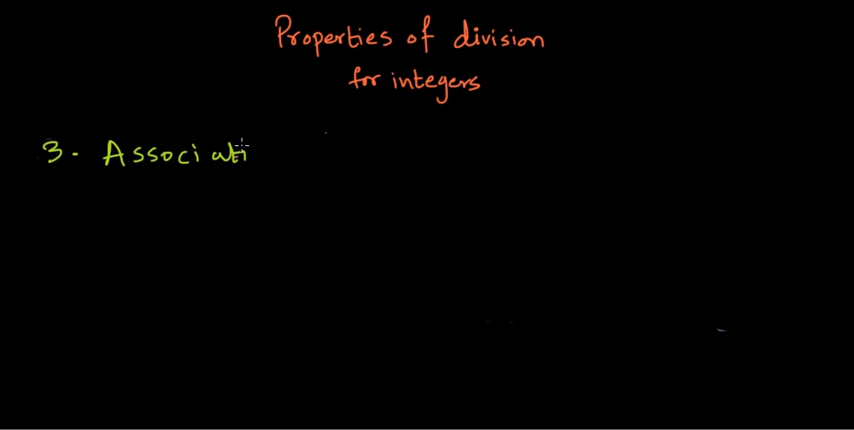 Properties of division
for integers
3. Associati